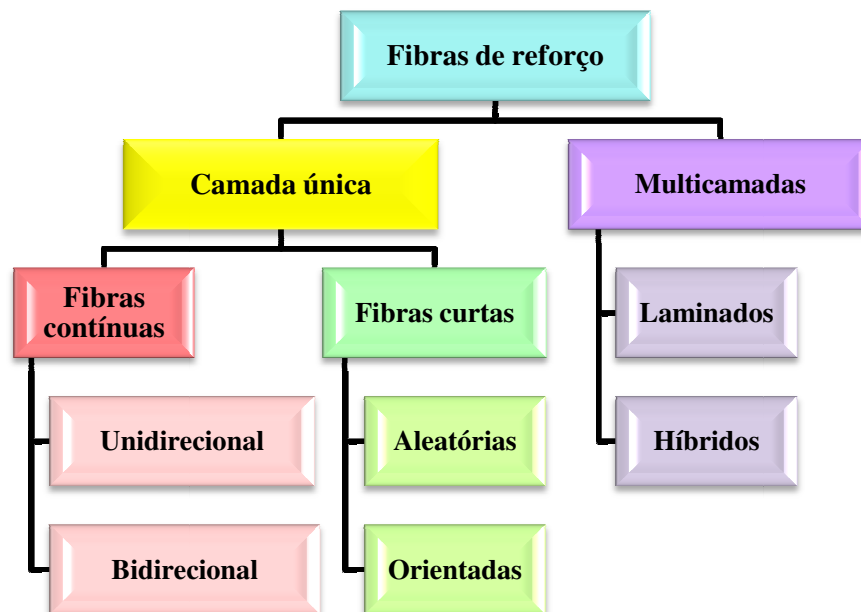 Fibras de reforço
Camada única
Multicamadas
Fibras
contínuas
Fibras curtas
Laminados
Unidirecional
Aleatórias
Híbridos
Bidirecional
Orientadas